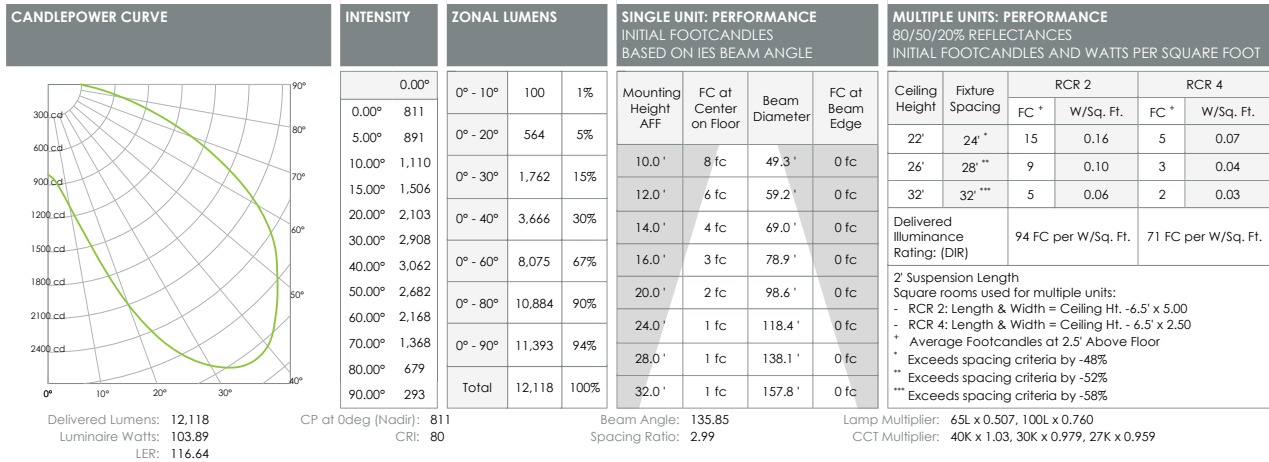 CANDLEPOWER CURVE
300 cd
600 cd
900 cd
1200 cd
1500 cd
1800 cd
2100 cd
2400 cd
90°
80°
70°
60°
50°
40°
0° 10° 20° 30°
INTENSITY
0.00°
0.00° 811
5.00° 891
10.00° 1,110
15.00° 1,506
20.00° 2,103
30.00° 2,908
40.00° 3,062
50.00° 2,682
60.00° 2,168
70.00° 1,368
80.00° 679
90.00° 293
ZONAL LUMENS
0° - 10° 100 1%
0° - 20° 564 5%
0° - 30° 1,762 15%
0° - 40° 3,666 30%
0° - 60° 8,075 67%
0° - 80° 10,884 90%
0° - 90° 11,393 94%
Total 12,118 100%
SINGLE UNIT: PERFORMANCE
INITIAL FOOTCANDLES
BASED ON IES BEAM ANGLE
Mounting Height AFF FC at Center on Floor Beam Diameter FC at Beam Edge
10.0 ' 8 fc 49.3 ' 0 fc
12.0 ' 6 fc 59.2 ' 0 fc
14.0 ' 4 fc 69.0 ' 0 fc
16.0 ' 3 fc 78.9 ' 0 fc
20.0 ' 2 fc 98.6 ' 0 fc
24.0 ' 1 fc 118.4 ' 0 fc
28.0 ' 1 fc 138.1 ' 0 fc
32.0 ' 1 fc 157.8 ' 0 fc
MULTIPLE UNITS: PERFORMANCE
80/50/20% REFLECTANCES
INITIAL FOOTCANDLES AND WATTS PER SQUARE FOOT
Ceiling Height Fixture Spacing RCR 2 RCR 4
FC + W/Sq. Ft. FC + W/Sq. Ft.
22' 24' * 15 0.16 5 0.07
26' 28' ** 9 0.10 3 0.04
32' 32' *** 5 0.06 2 0.03
Delivered Illuminance Rating: (DIR) 94 FC per W/Sq. Ft. 71 FC per W/Sq. Ft.
2' Suspension Length
Square rooms used for multiple units:
- RCR 2: Length & Width = Ceiling Ht. -6.5' x 5.00
- RCR 4: Length & Width = Ceiling Ht. - 6.5' x 2.50
+ Average Footcandles at 2.5' Above Floor
* Exceeds spacing criteria by -48%
** Exceeds spacing criteria by -52%
*** Exceeds spacing criteria by -58%
Delivered Lumens: 12,118 CP at 0deg (Nadir): 811 Beam Angle: 135.85 Lamp Multiplier: 65L x 0.507, 100L x 0.760
Luminaire Watts: 103.89 CRI: 80 Spacing Ratio: 2.99 CCT Multiplier: 40K x 1.03, 30K x 0.979, 27K x 0.959
LER: 116.64